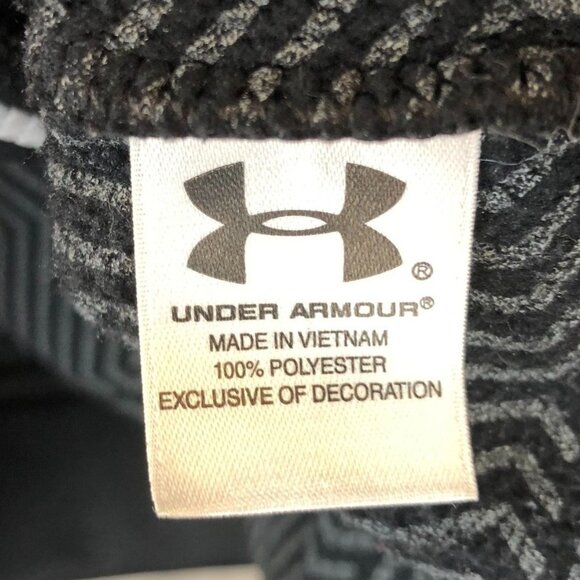 ®
UNDER ARMOUR®
MADE IN VIETNAM
100% POLYESTER
EXCLUSIVE OF DECORATION